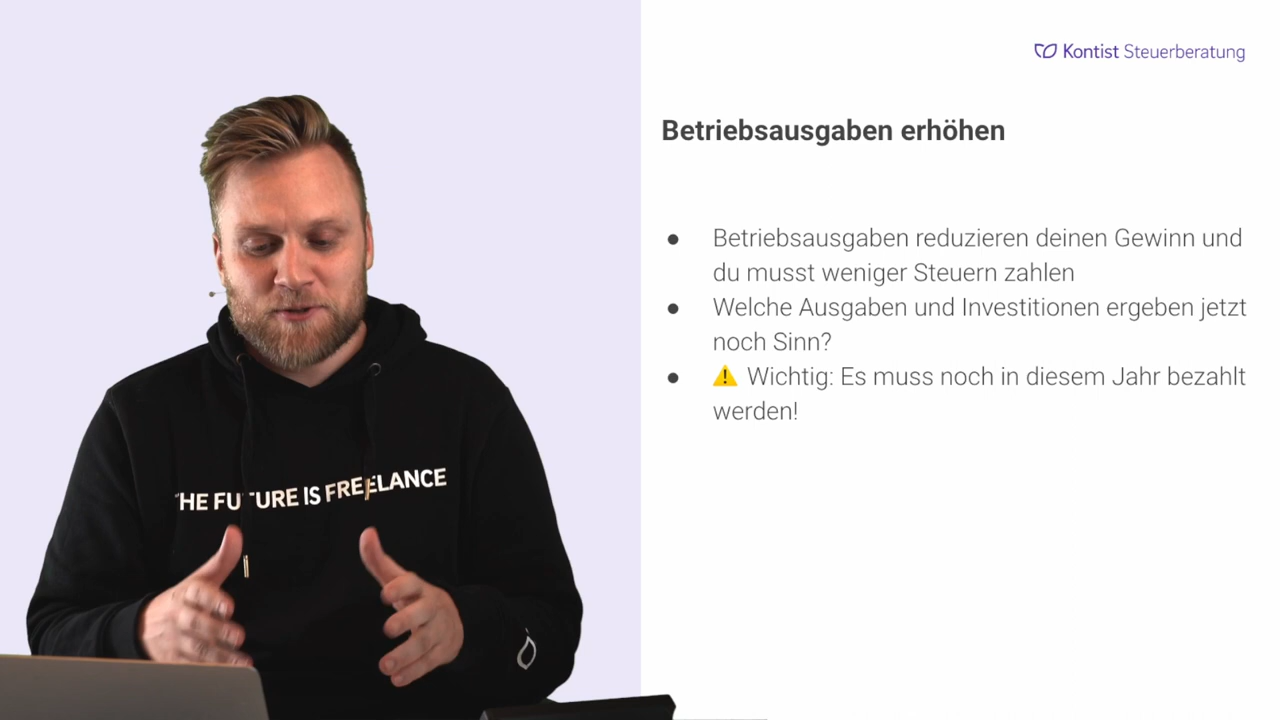 Kontist Steuerberatung
Betriebsausgaben erhöhen
● Betriebsausgaben reduzieren deinen Gewinn und
du musst weniger Steuern zahlen
● Welche Ausgaben und Investitionen ergeben jetzt
noch Sinn?
● ⚠️ Wichtig: Es muss noch in diesem Jahr bezahlt
werden!
THE FUTURE IS FREELANCE